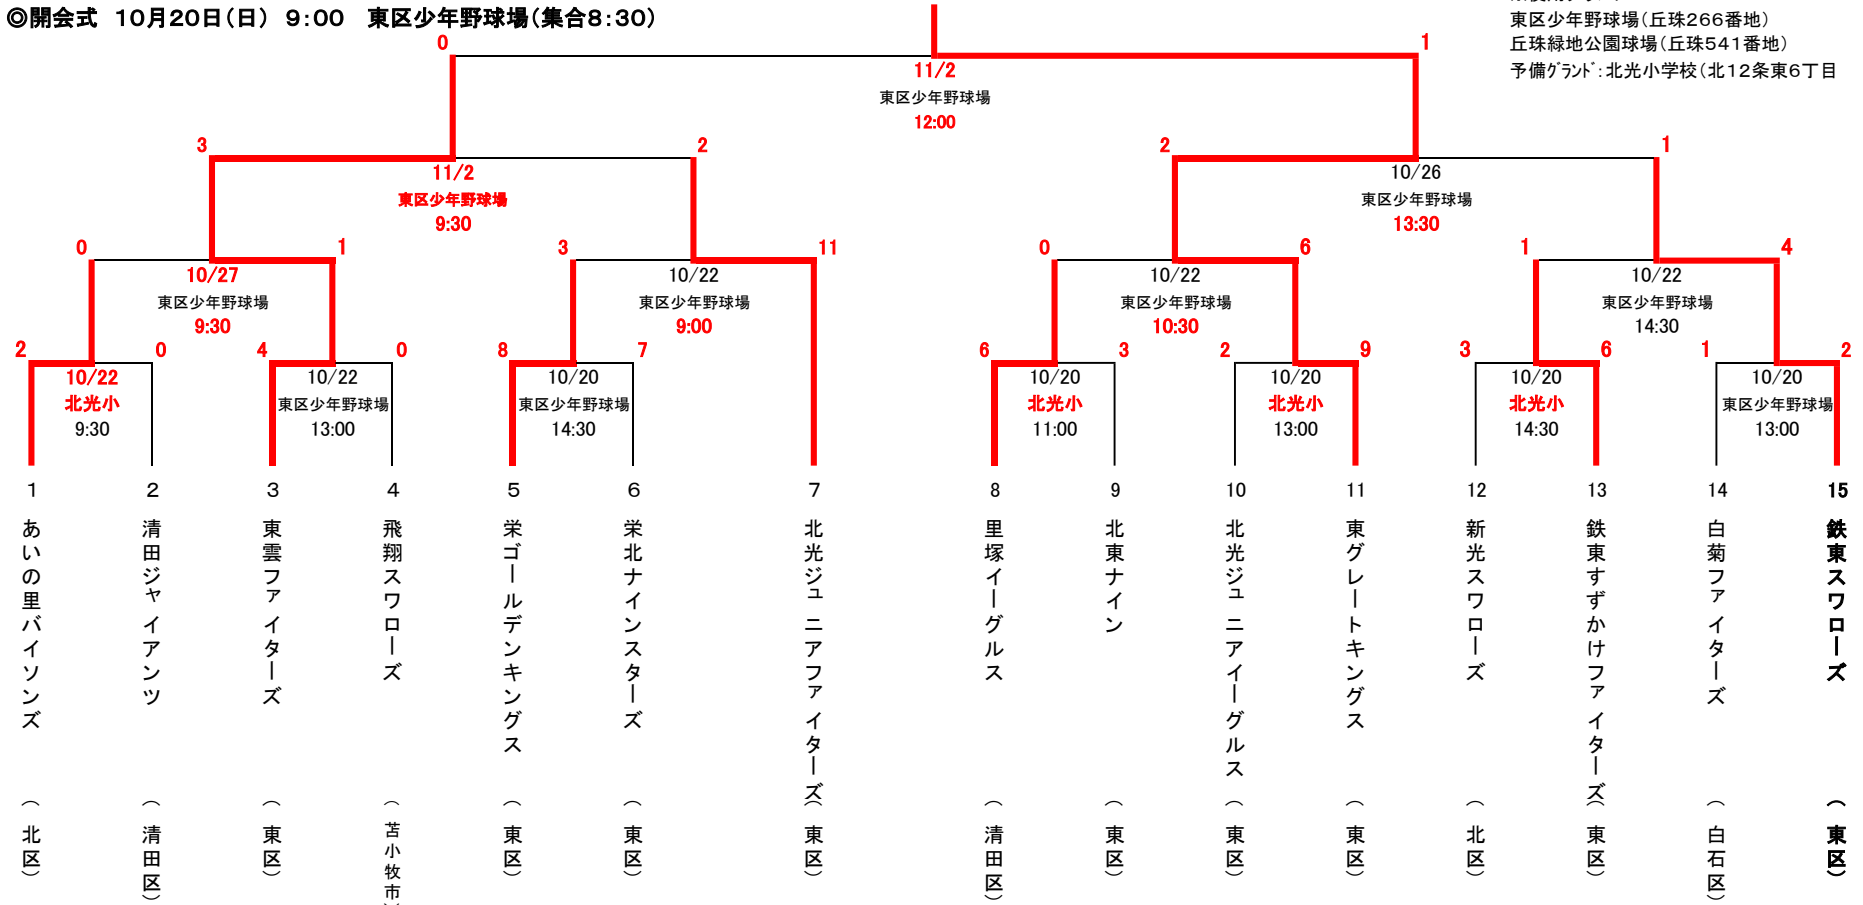 ◎開会式　10月20日(日)　9:00　東区少年野球場(集合8:30)
東区少年野球場(丘珠266番地)
丘珠緑地公園球場(丘珠541番地)
予備グランド:北光小学校(北12条東6丁目
0
1
11/2
東区少年野球場
12:00
3
2
2
1
11/2
東区少年野球場
9:30
10/26
東区少年野球場
13:30
0
1
3
11
0
6
1
4
10/27
東区少年野球場
9:30
10/22
東区少年野球場
9:00
10/22
東区少年野球場
10:30
10/22
東区少年野球場
14:30
2
0
4
0
8
7
6
3
2
9
3
6
1
2
10/22
北光小
9:30
10/22
東区少年野球場
13:00
10/20
東区少年野球場
14:30
10/20
北光小
11:00
10/20
北光小
13:00
10/20
北光小
14:30
10/20
東区少年野球場
13:00
1
あいの里バイソンズ
(北区)
2
清田ジャイアンツ
(清田区)
3
東雲ファイターズ
(東区)
4
飛翔スワローズ
(苫小牧市)
5
栄ゴールデンキングス
(東区)
6
栄北ナインスターズ
(東区)
7
北光ジュニアファイターズ
(東区)
8
里塚イーグルス
(清田区)
9
北東ナイン
(東区)
10
北光ジュニアイーグルス
(東区)
11
東グレートキングス
(東区)
12
新光スワローズ
(北区)
13
鉄東すずかけファイターズ
(東区)
14
白菊ファイターズ
(白石区)
15
鉄東スワローズ
(東区)